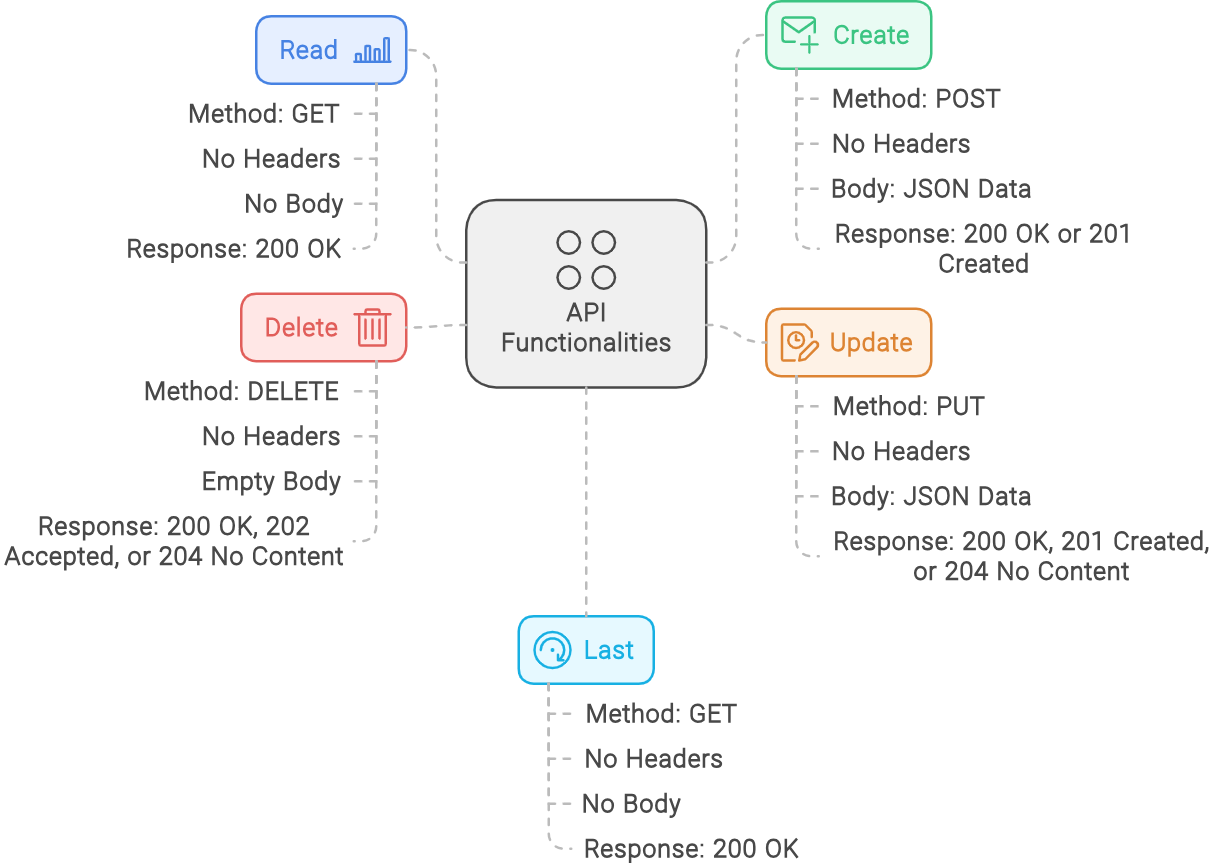 Read
Method: GET
No Headers
No Body
Response: 200 OK
Create
Method: POST
No Headers
Body: JSON Data
Response: 200 OK or 201
Created
API
Functionalities
Delete
Method: DELETE
No Headers
Empty Body
Response: 200 OK, 202
Accepted, or 204 No Content
Update
Method: PUT
No Headers
Body: JSON Data
Response: 200 OK, 201 Created,
or 204 No Content
Last
Method: GET
No Headers
No Body
Response: 200 OK